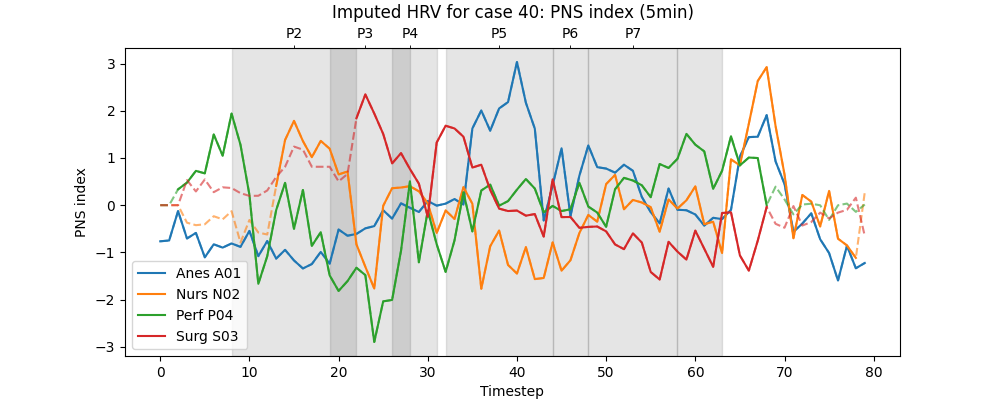 Imputed HRV for case 40: PNS index (5min)
P2 P3 P4 P5 P6 P7
3
2
1
0
−1
−2
−3
PNS index
Anes A01
Nurs N02
Perf P04
Surg S03
0 10 20 30 40 50 60 70 80
Timestep